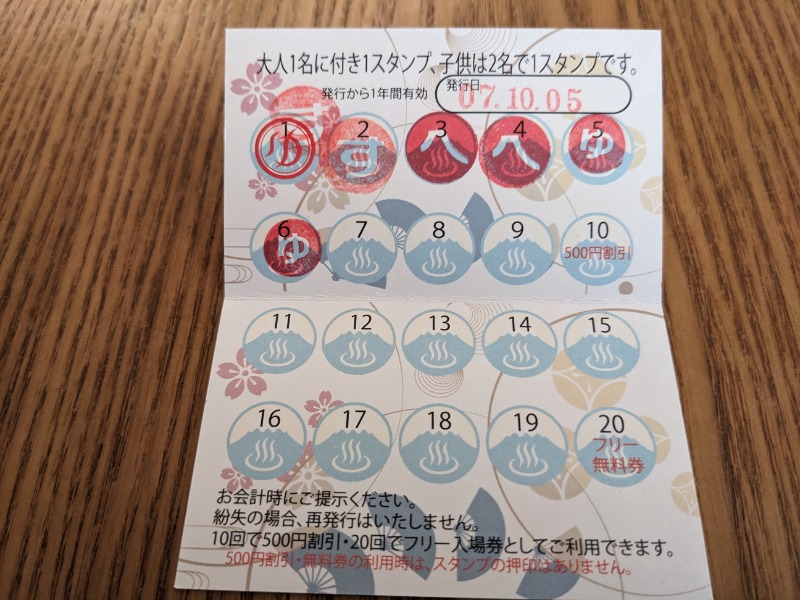 大人1名に付き1スタンプ、子供は2名で1スタンプです。
発行から1年間有効
発行日
07.10.05
1 2 3 4 5
ゆ す へ へ ゆ
6 7 8 9 10
ゆ
500円割引
11 12 13 14 15
16 17 18 19 20
フリー
無料券
お会計時にご提示ください。
紛失の場合、再発行はいたしません。
10回で500円割引・20回でフリー入場券としてご利用できます。
500円割引・無料券の利用時は、スタンプの押印はありません。